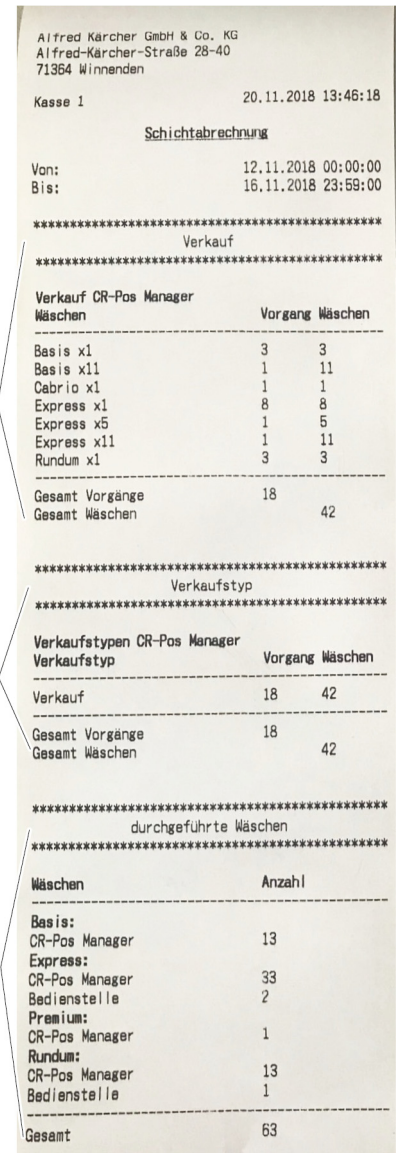 Alfred Kärcher GmbH & Co. KG
Alfred-Kärcher-Straße 28-40
71364 Winnenden
Kasse 1 20.11.2018 13:46:18
Schichtabrechnung
Von: 12.11.2018 00:00:00
Bis: 16.11.2018 23:59:00
***********************************************
Verkauf
***********************************************
Verkauf CR-Pos Manager
Wäschen Vorgang Wäschen
-----------------------------------------------
Basis x1 3 3
Basis x11 1 11
Cabrio x1 1 1
Express x1 8 8
Express x5 1 5
Express x11 1 11
Rundum x1 3 3
-----------------------------------------------
Gesamt Vorgänge 18
Gesamt Wäschen 42
***********************************************
Verkaufstyp
***********************************************
Verkaufstypen CR-Pos Manager
Verkaufstyp Vorgang Wäschen
-----------------------------------------------
Verkauf 18 42
-----------------------------------------------
Gesamt Vorgänge 18
Gesamt Wäschen 42
***********************************************
durchgeführte Wäschen
***********************************************
Wäschen Anzahl
-----------------------------------------------
Basis:
CR-Pos Manager 13
Express:
CR-Pos Manager 33
Bedienstelle 2
Premium:
CR-Pos Manager 1
Rundum:
CR-Pos Manager 13
Bedienstelle 1
-----------------------------------------------
Gesamt 63